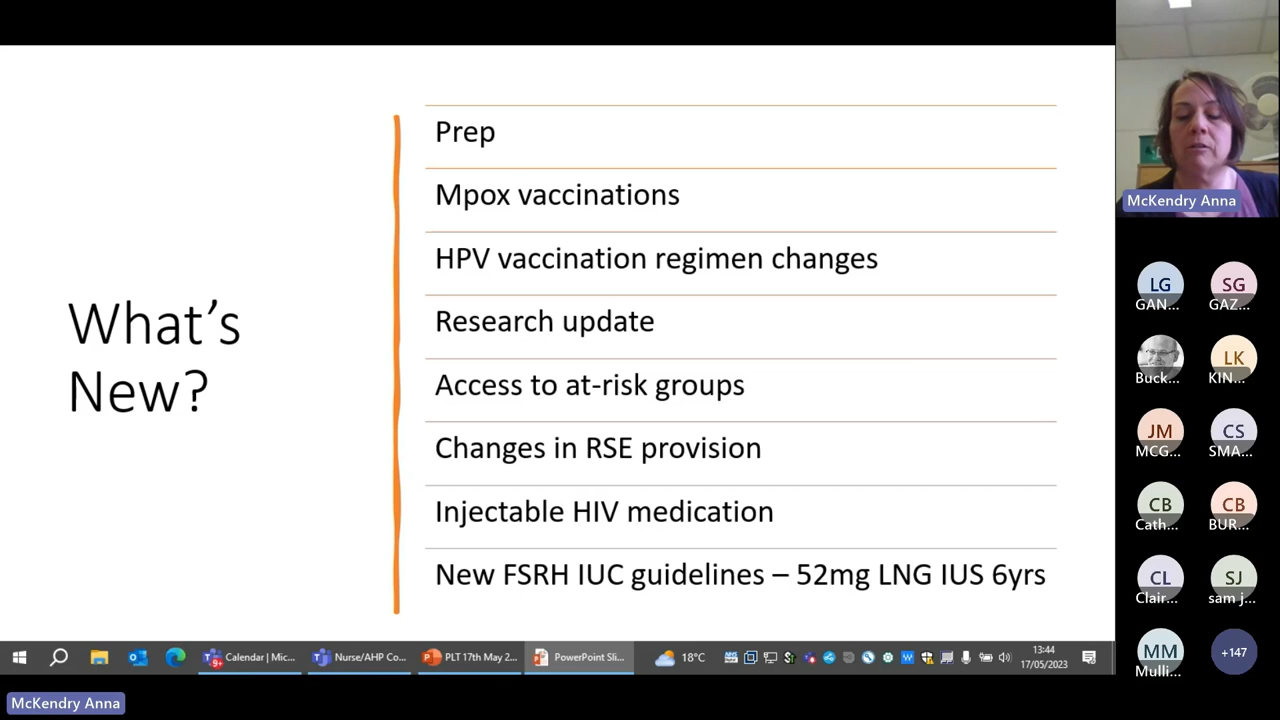 What's
New?
Prep
Mpox vaccinations
HPV vaccination regimen changes
Research update
Access to at-risk groups
Changes in RSE provision
Injectable HIV medication
New FSRH IUC guidelines – 52mg LNG IUS 6yrs
McKendry Anna
LG
GAN...
SG
GAZ...
Buck...
LK
KIN...
JM
MCG...
CS
SMA...
CB
Cath...
CB
BUR...
CL
Clair...
SJ
sam j...
MM
Mulli...
+147
Calendar | Mic...
Nurse/AHP Co...
PLT 17th May 2...
PowerPoint Sli...
18°C
13:44
17/05/2023
McKendry Anna